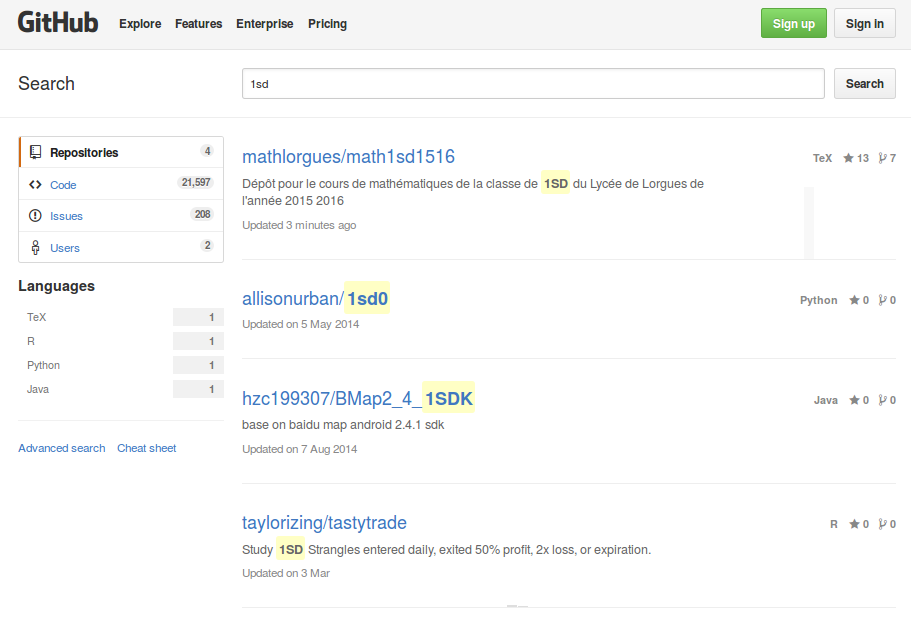 GitHub Explore Features Enterprise Pricing Sign up Sign in
Search 1sd Search
Repositories 4
Code 21,597
Issues 208
Users 2
Languages
TeX 1
R 1
Python 1
Java 1
Advanced search Cheat sheet
mathlorgues/math1sd1516 TeX 13 7
Dépôt pour le cours de mathématiques de la classe de 1SD du Lycée de Lorgues de
l'année 2015 2016
Updated 3 minutes ago
allisonurban/1sd0 Python 0 0
Updated on 5 May 2014
hzc199307/BMap2_4_1SDK Java 0 0
base on baidu map android 2.4.1 sdk
Updated on 7 Aug 2014
taylorizing/tastytrade R 0 0
Study 1SD Strangles entered daily, exited 50% profit, 2x loss, or expiration.
Updated on 3 Mar